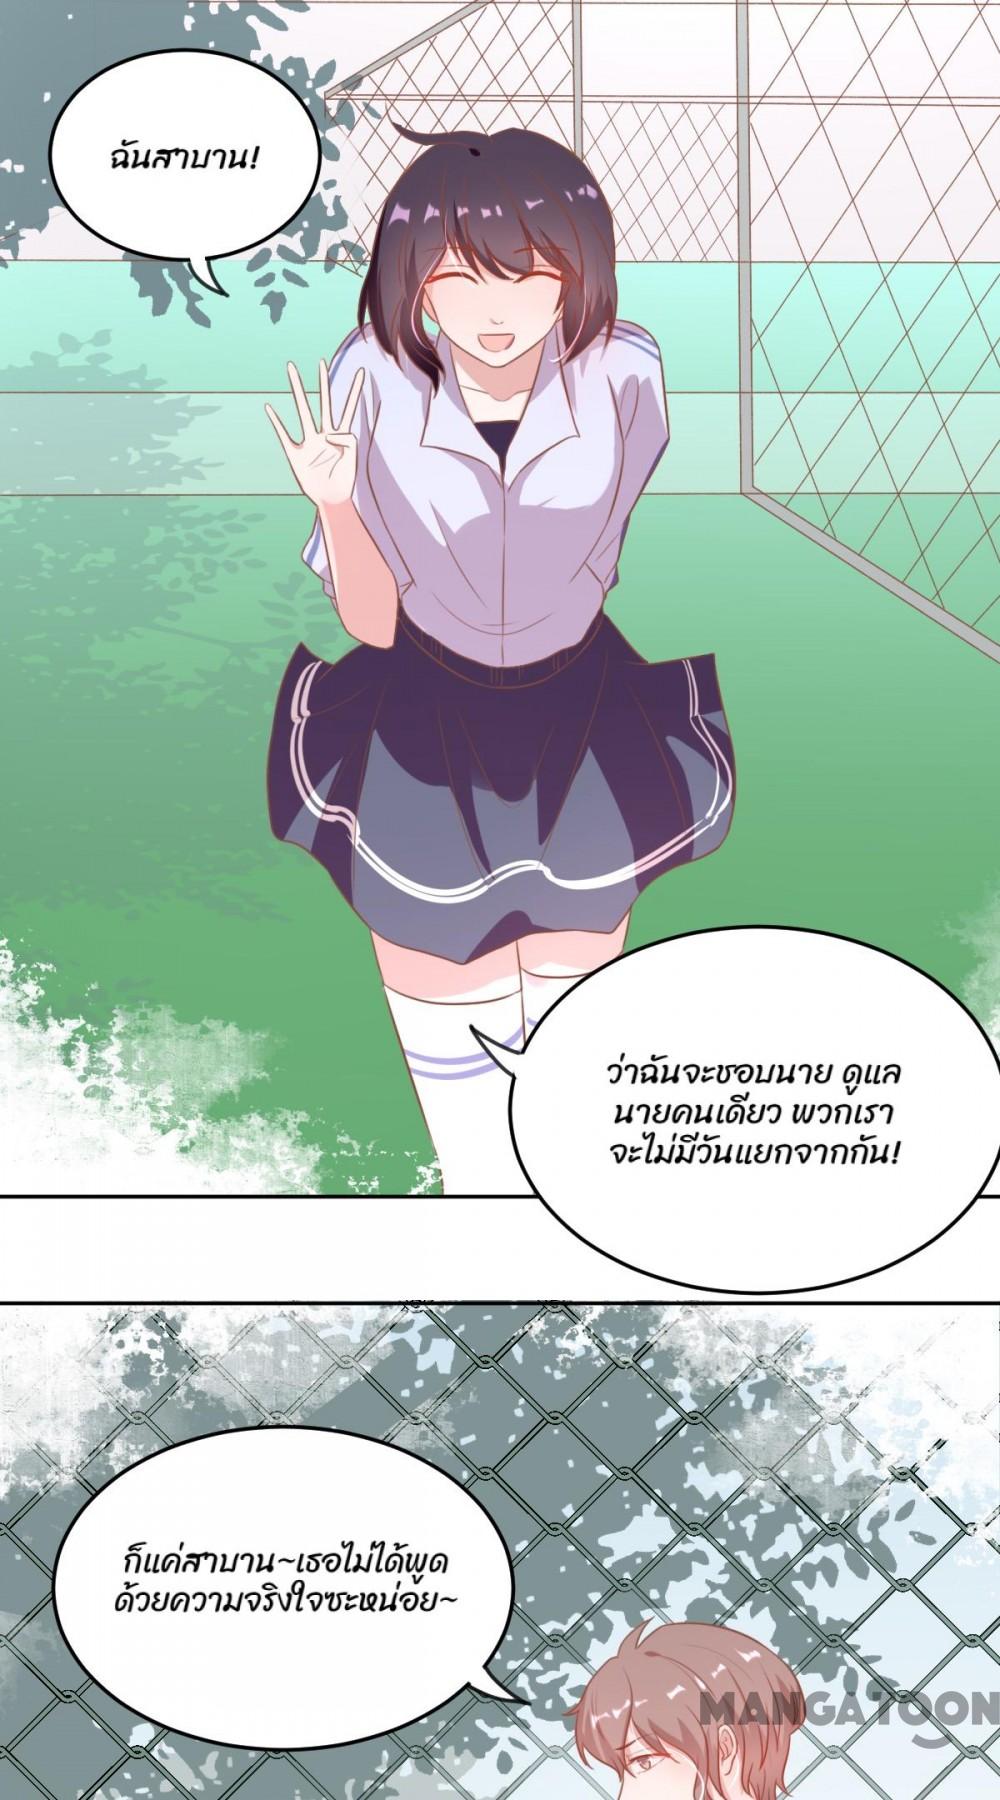 ฉันสาบาน!
ว่าฉันจะชอบนาย ดูแล
นายคนเดียว พวกเรา
จะไม่มีวันแยกจากกัน!
ก็แค่สาบาน~เธอไม่ได้พูด
ด้วยความจริงใจซะหน่อย~
MANGATOON